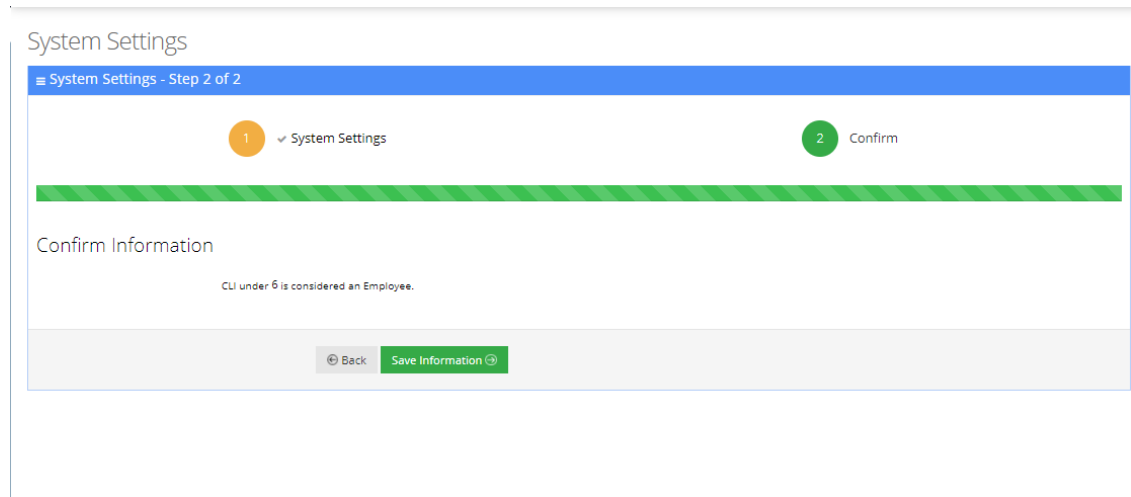 System Settings
System Settings - Step 2 of 2
1 System Settings
2 Confirm
Confirm Information
CLI under 6 is considered an Employee.
Back
Save Information